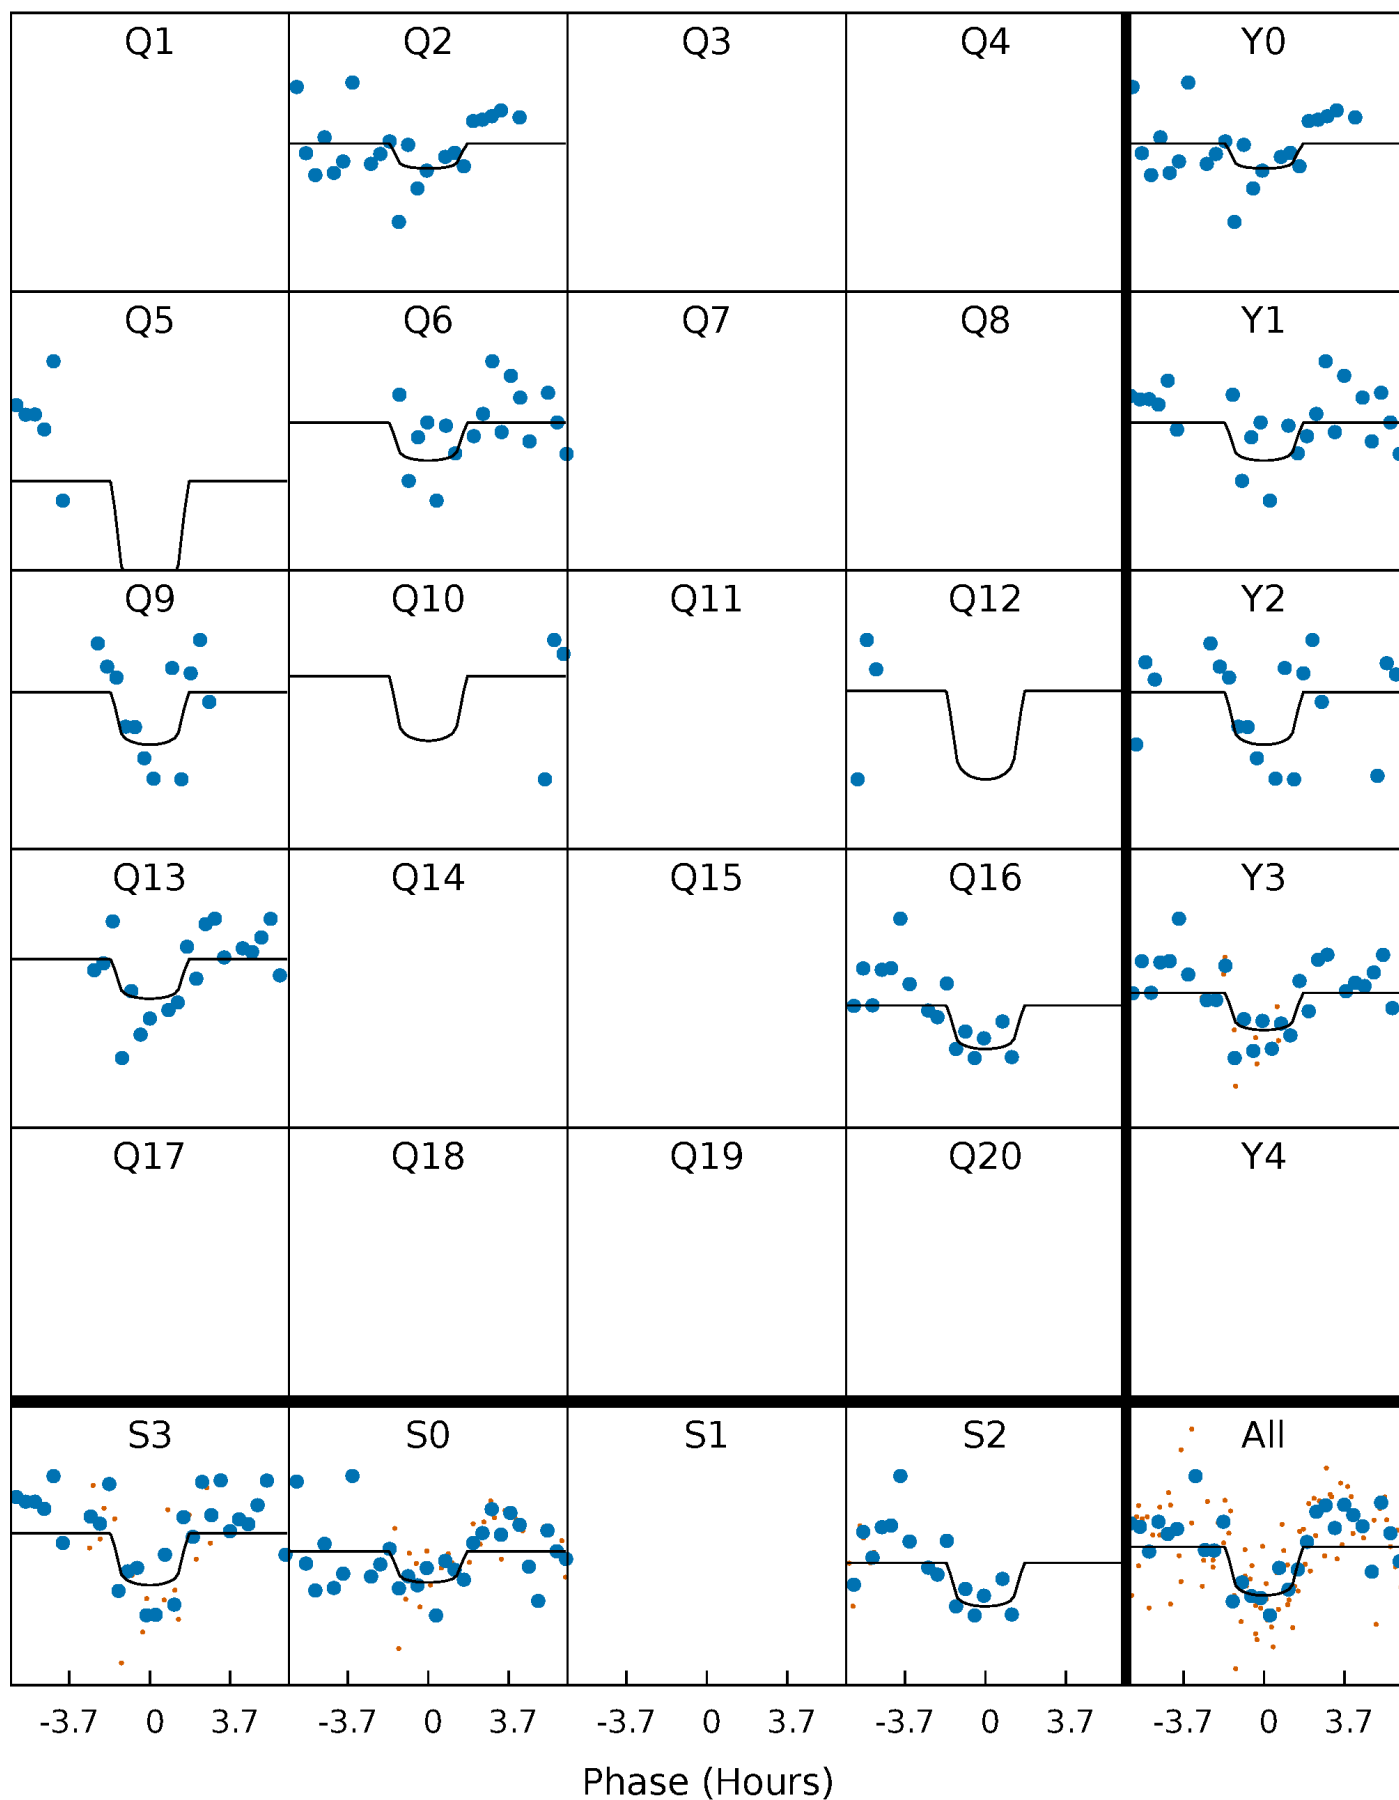 Q1 Q2 Q3 Q4 Y0
Q5 Q6 Q7 Q8 Y1
Q9 Q10 Q11 Q12 Y2
Q13 Q14 Q15 Q16 Y3
Q17 Q18 Q19 Q20 Y4
S3 S0 S1 S2 All
-3.7 0 3.7 -3.7 0 3.7 -3.7 0 3.7 -3.7 0 3.7 -3.7 0 3.7
Phase (Hours)